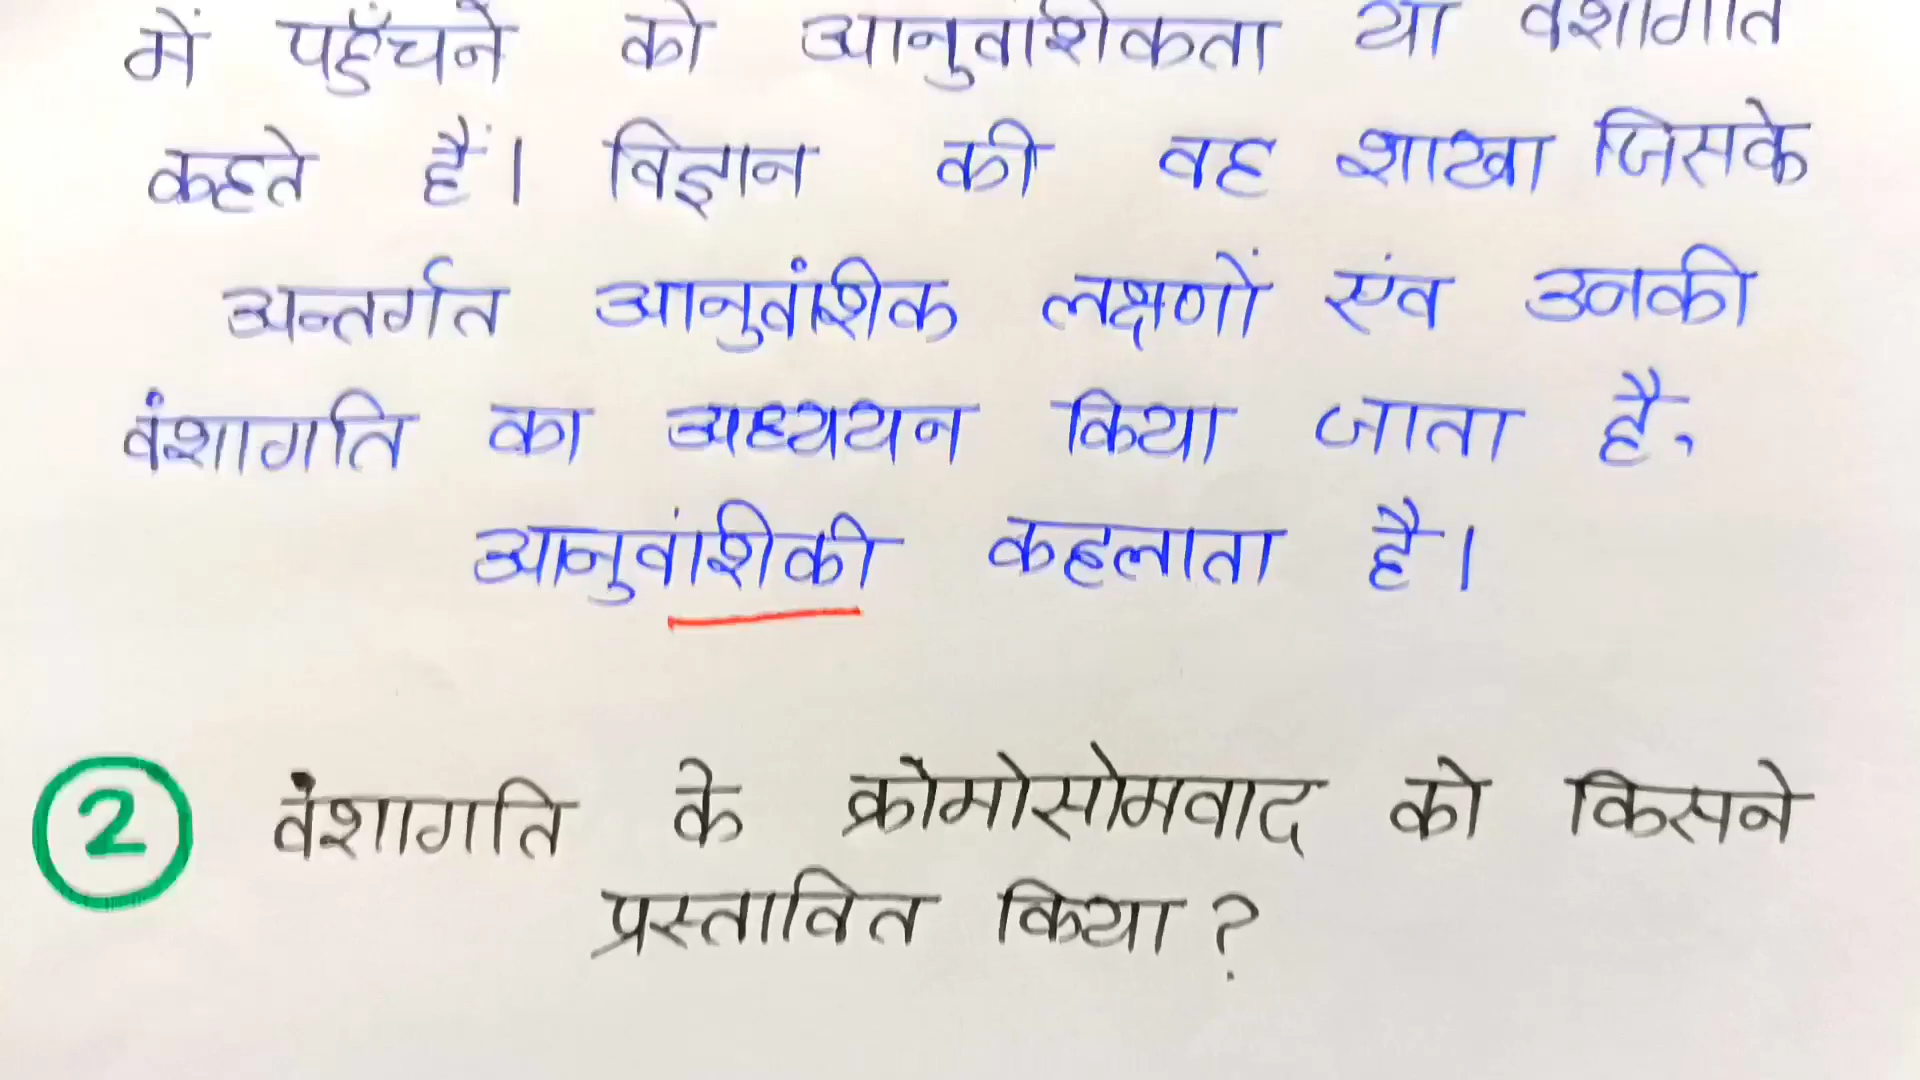 में पहुँचने को आनुवांशिकता या वंशागति
कहते हैं। विज्ञान की वह शाखा जिसके
अन्तर्गत आनुवांशिक लक्षणों एंव उनकी
वंशागति का अध्ययन किया जाता है,
आनुवांशिकी कहलाता है।
2 वंशागति के क्रोमोसोमवाद को किसने
प्रस्तावित किया?